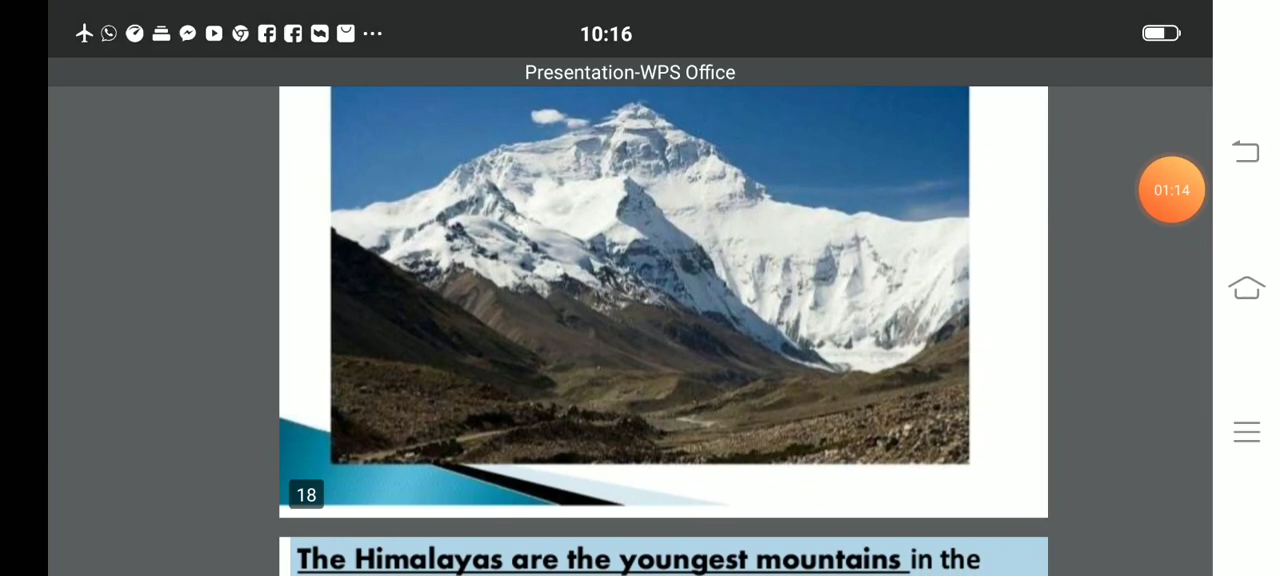 10:16
Presentation-WPS Office
01:14
18
The Himalayas are the youngest mountains in the